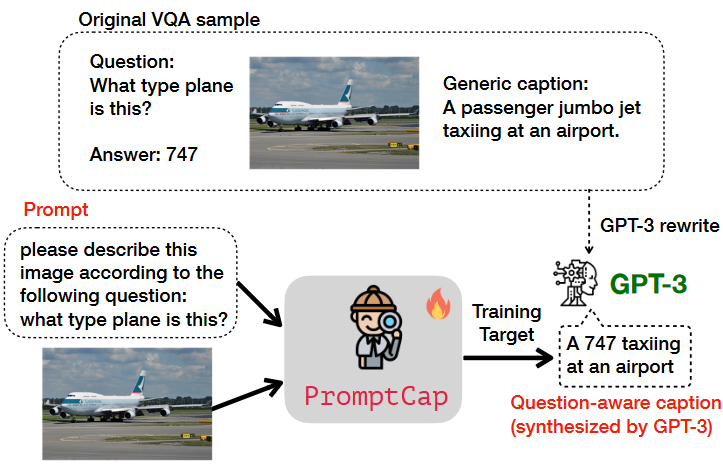 Original VQA sample
Question:
What type plane
is this?
Answer: 747
Generic caption:
A passenger jumbo jet
taxiing at an airport.
Prompt
please describe this
image according to the
following question:
what type plane is this?
PromptCap
Training
Target
GPT-3 rewrite
GPT-3
A 747 taxiing
at an airport
Question-aware caption
(synthesized by GPT-3)